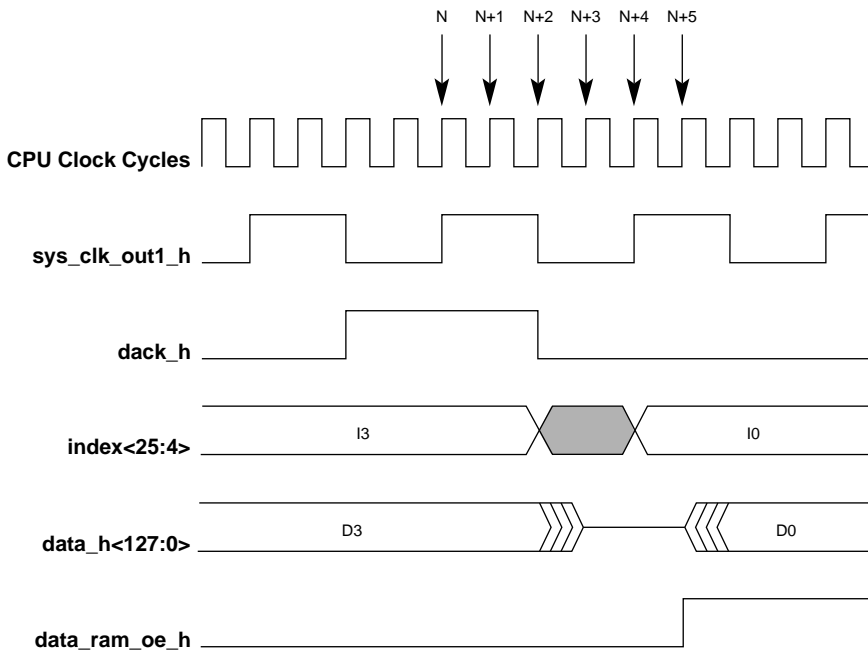 N N+1 N+2 N+3 N+4 N+5
CPU Clock Cycles
sys_clk_out1_h
dack_h
I3 I0
index<25:4>
D3 D0
data_h<127:0>
data_ram_oe_h